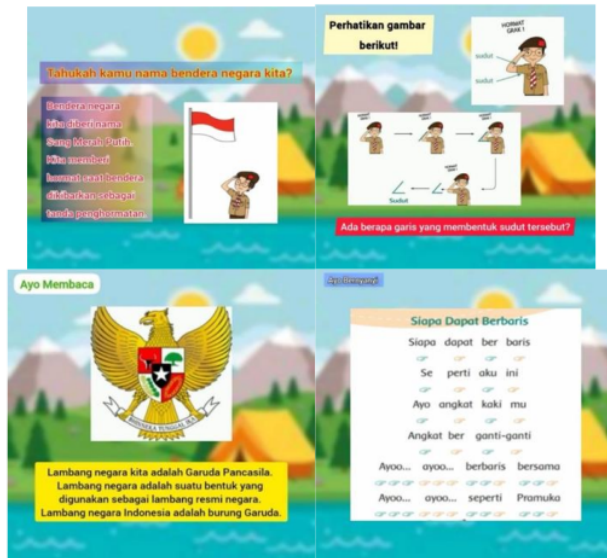 Tahukah kamu nama bendera negara kita?
Bendera negara
kita diberi nama
Sang Merah Putih.
Kita memberi
hormat saat bendera
dikibarkan sebagai
tanda penghormatan.
Perhatikan gambar
berikut!
HORMAT
GRAK !
sudut
sudut
Sudut
Ada berapa garis yang membentuk sudut tersebut?
Ayo Membaca
BHINNEKA TUNGGAL IKA
Lambang negara kita adalah Garuda Pancasila.
Lambang negara adalah suatu bentuk yang
digunakan sebagai lambang resmi negara.
Lambang negara Indonesia adalah burung Garuda.
Ayo Bernyanyi
Siapa Dapat Berbaris
Siapa dapat ber baris
Se perti aku ini
Ayo angkat kaki mu
Angkat ber ganti-ganti
Ayoo... ayoo... berbaris bersama
Ayoo... ayoo... seperti Pramuka